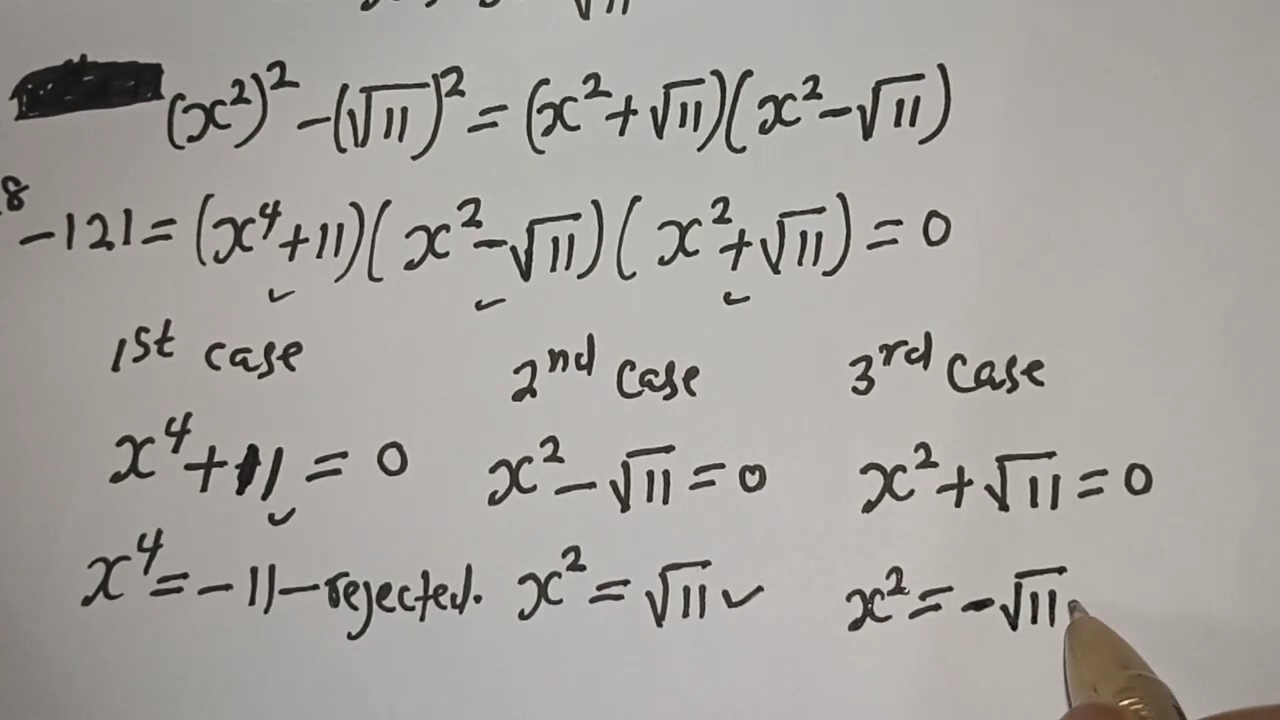 √11
(x²)² -(√11)² = (x²+√11)(x²-√11)
8 -121 = (x⁴+11)(x²-√11)(x²+√11) = 0
1st case 2nd case 3rd case
x⁴+11 = 0 x²-√11 = 0 x²+√11 = 0
x⁴ = -11-rejected. x² = √11 ✓ x² = -√11